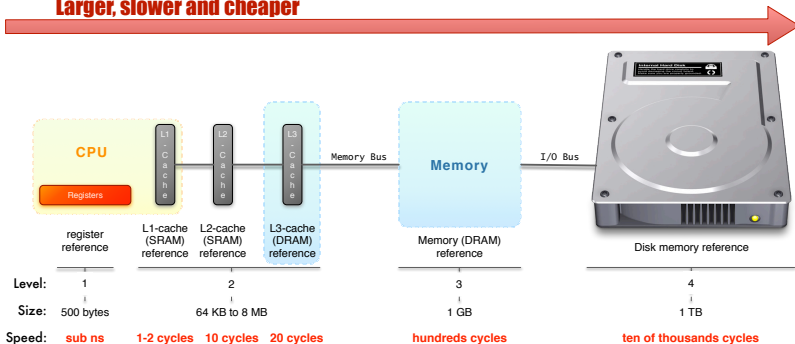 Larger, slower and cheaper
Internal Hard Disk
CPU
Registers
L1-Cache
L2-Cache
L3-Cache
Memory Bus
Memory
I/O Bus
register
reference
L1-cache
(SRAM)
reference
L2-cache
(SRAM)
reference
L3-cache
(DRAM)
reference
Memory (DRAM)
reference
Disk memory reference
Level: 1 2 3 4
Size: 500 bytes 64 KB to 8 MB 1 GB 1 TB
Speed: sub ns 1-2 cycles 10 cycles 20 cycles hundreds cycles ten of thousands cycles